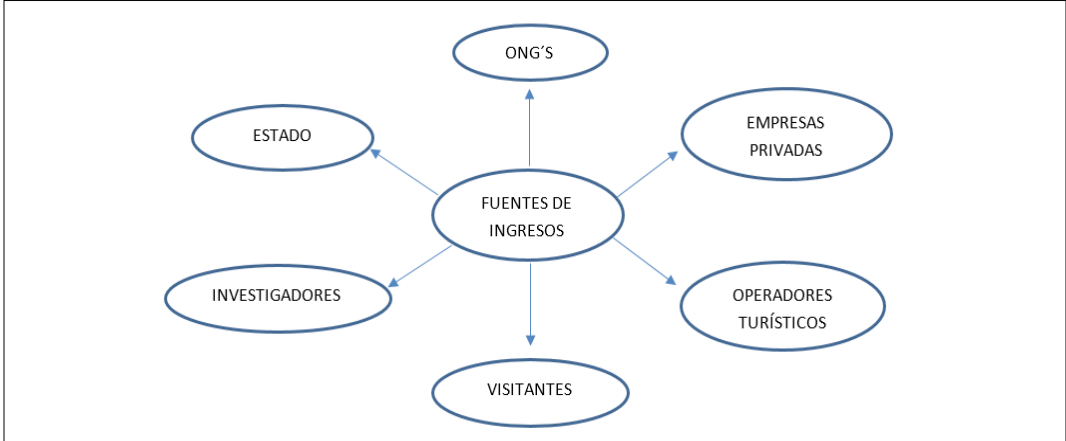 ONG´S
ESTADO
EMPRESAS
PRIVADAS
FUENTES DE
INGRESOS
INVESTIGADORES
OPERADORES
TURÍSTICOS
VISITANTES